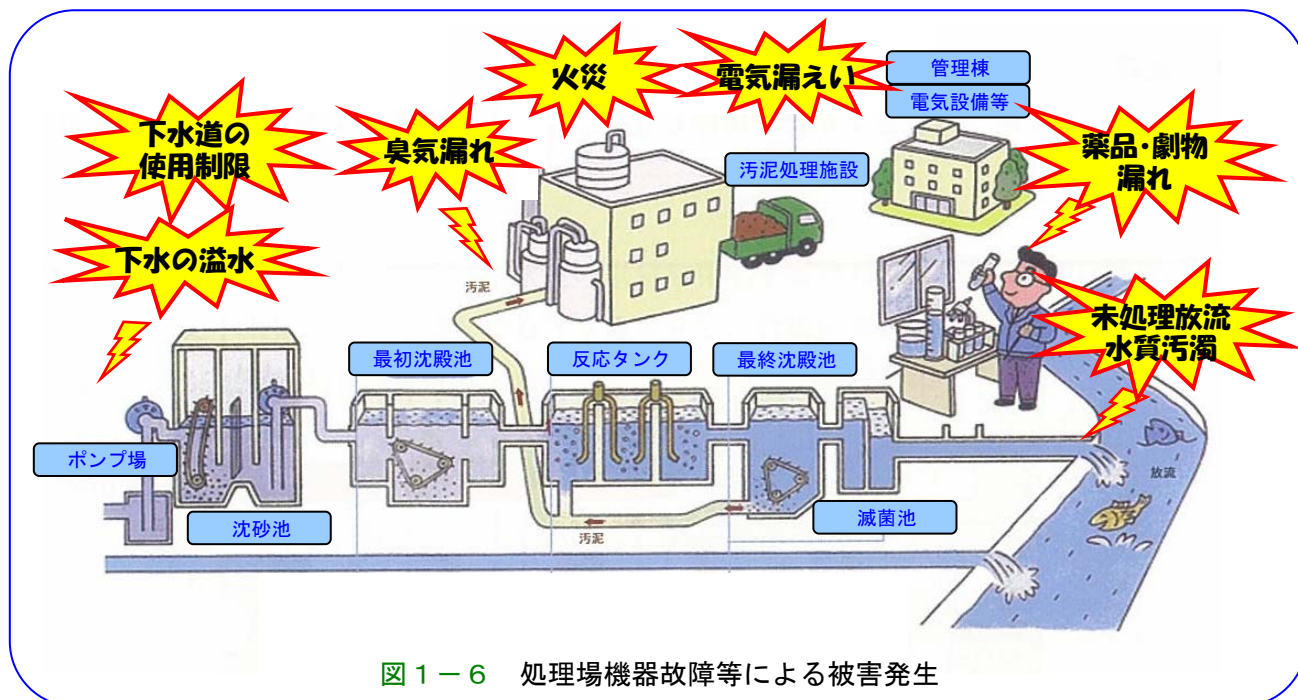 火災
電気漏えい
管理棟
電気設備等
下水道の
使用制限
臭気漏れ
汚泥処理施設
薬品・劇物
漏れ
下水の溢水
汚泥
未処理放流
水質汚濁
最初沈殿池
反応タンク
最終沈殿池
ポンプ場
放流
沈砂池
滅菌池
汚泥
図1-6 処理場機器故障等による被害発生